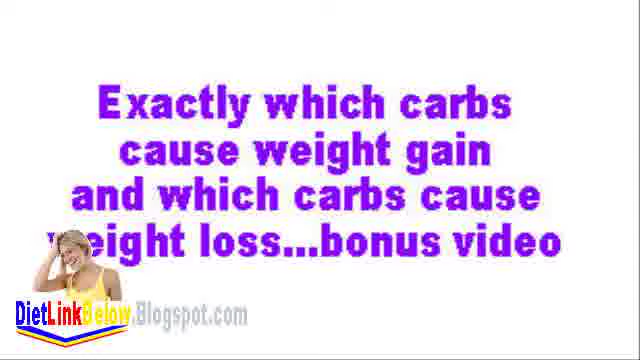 Exactly which carbs
cause weight gain
and which carbs cause
weight loss...bonus video
DietLinkBelow.Blogspot.com